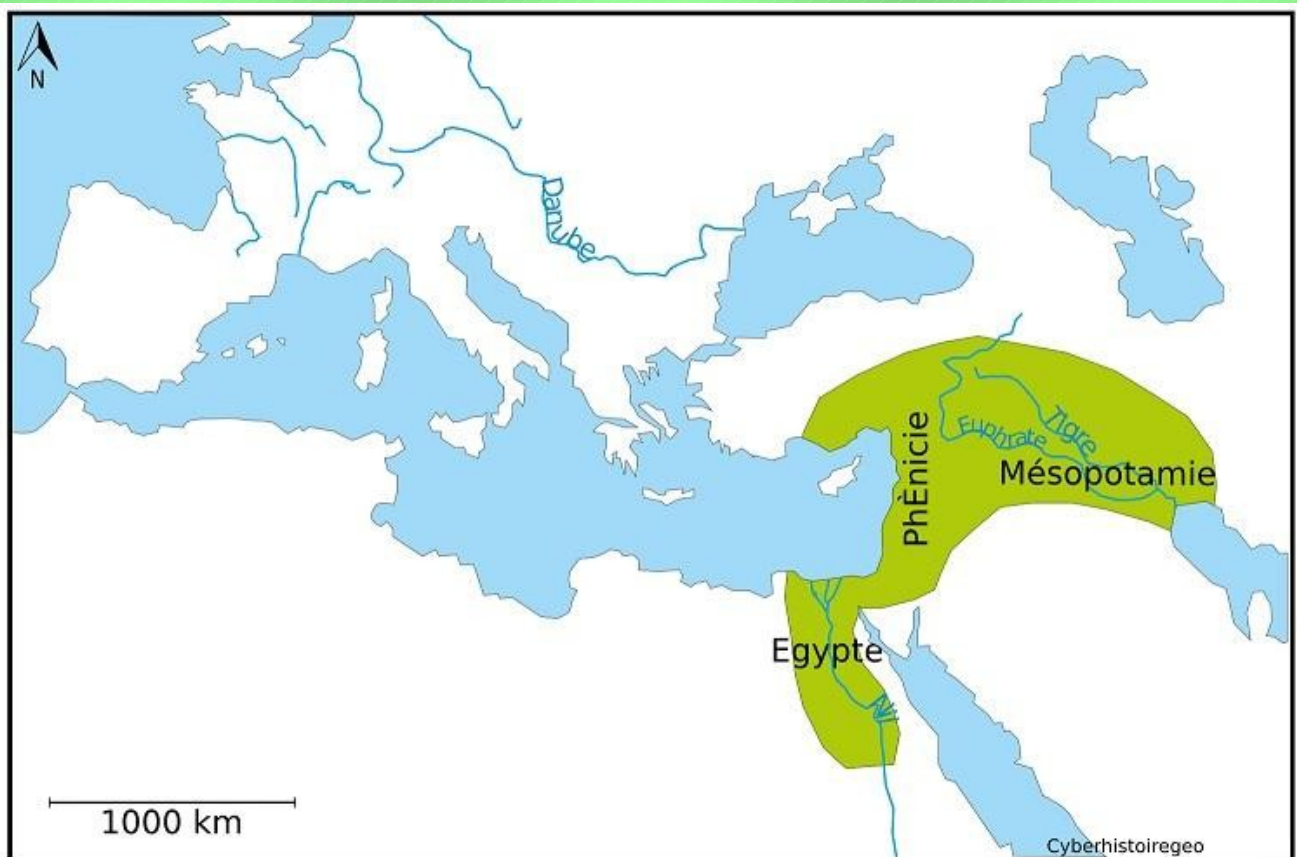 N
Danube
Tigre
Euphrate
PhÈnicie
Mésopotamie
Egypte
Nil
1000 km
Cyberhistoiregeo